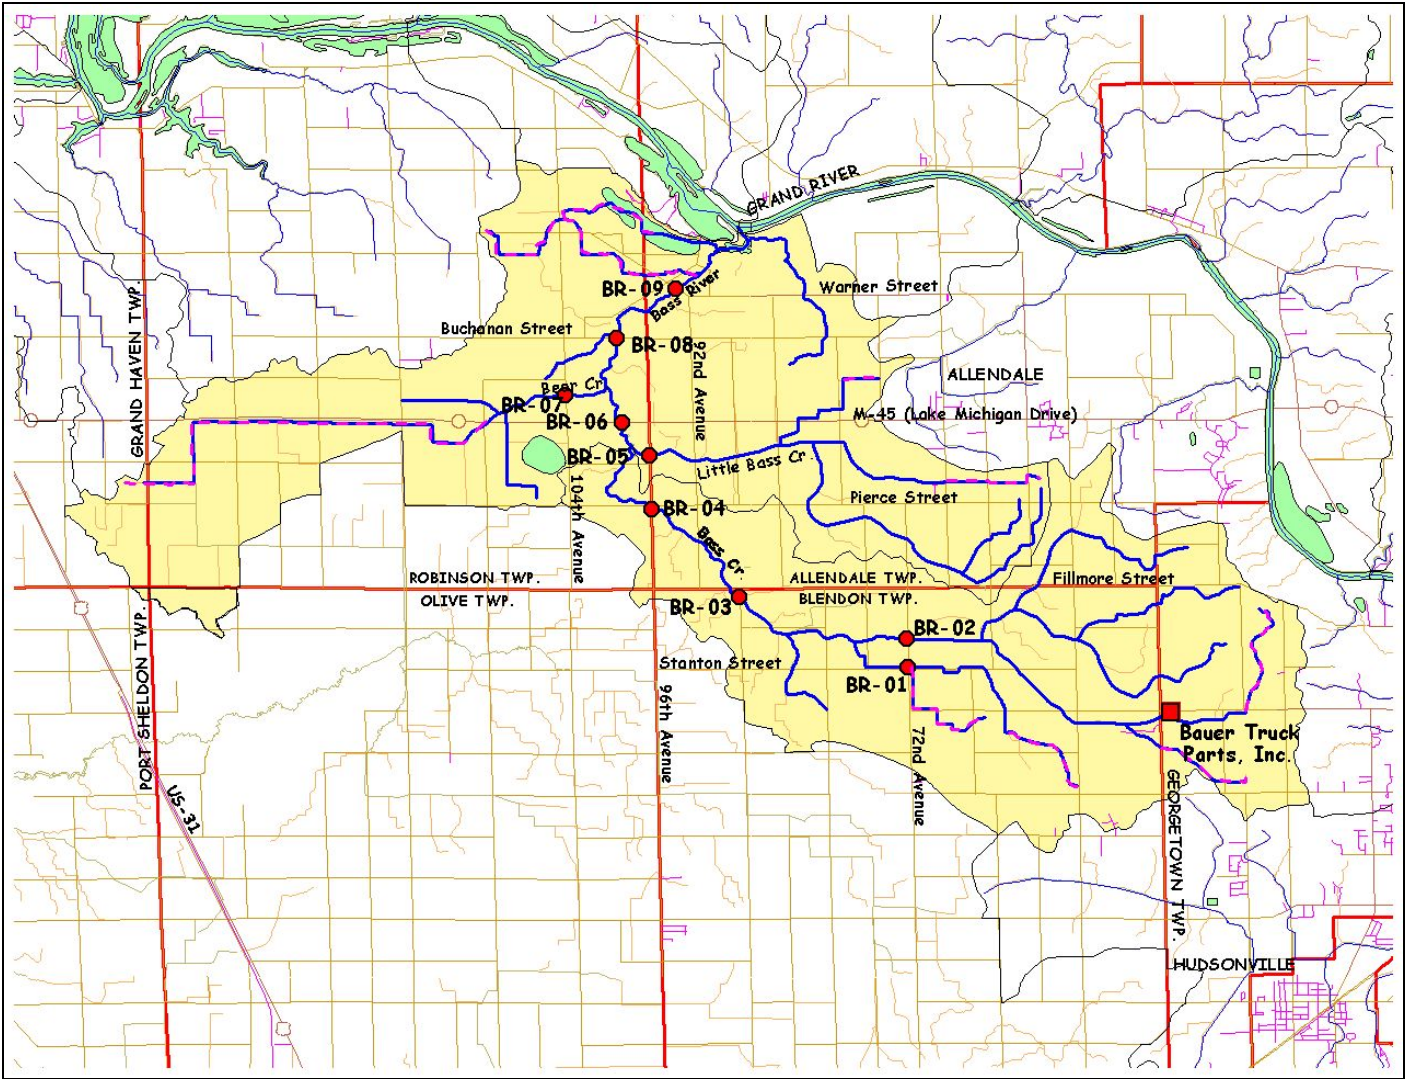 GRAND RIVER
BR-09
Bass River
Warner Street
GRAND HAVEN TWP.
Buchanan Street
BR-08
92nd Avenue
ALLENDALE
Bear Cr.
BR-07
M-45 (Lake Michigan Drive)
BR-06
BR-05
Little Bass Cr.
104th Avenue
Pierce Street
BR-04
Bass Cr.
ROBINSON TWP.
ALLENDALE TWP.
Fillmore Street
OLIVE TWP.
BLENDON TWP.
BR-03
BR-02
PORT SHELDON TWP.
Stanton Street
BR-01
96th Avenue
72nd Avenue
Bauer Truck
Parts, Inc.
US-31
GEORGETOWN TWP.
HUDSONVILLE